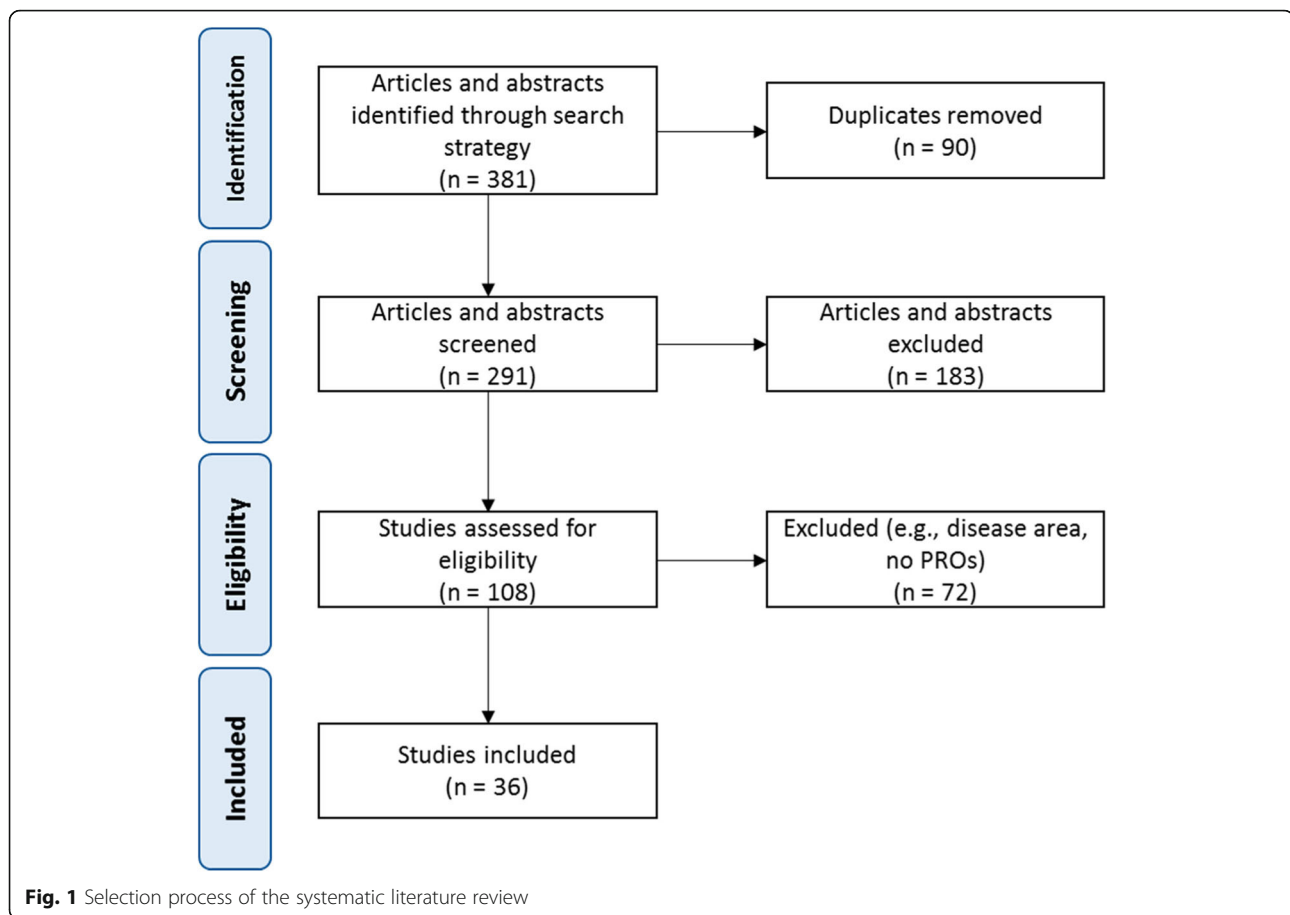 Identification
Articles and abstracts
identified through search
strategy
(n = 381)
Duplicates removed
(n = 90)
Screening
Articles and abstracts
screened
(n = 291)
Articles and abstracts
excluded
(n = 183)
Eligibility
Studies assessed for
eligibility
(n = 108)
Excluded (e.g., disease area,
no PROs)
(n = 72)
Included
Studies included
(n = 36)
Fig. 1 Selection process of the systematic literature review